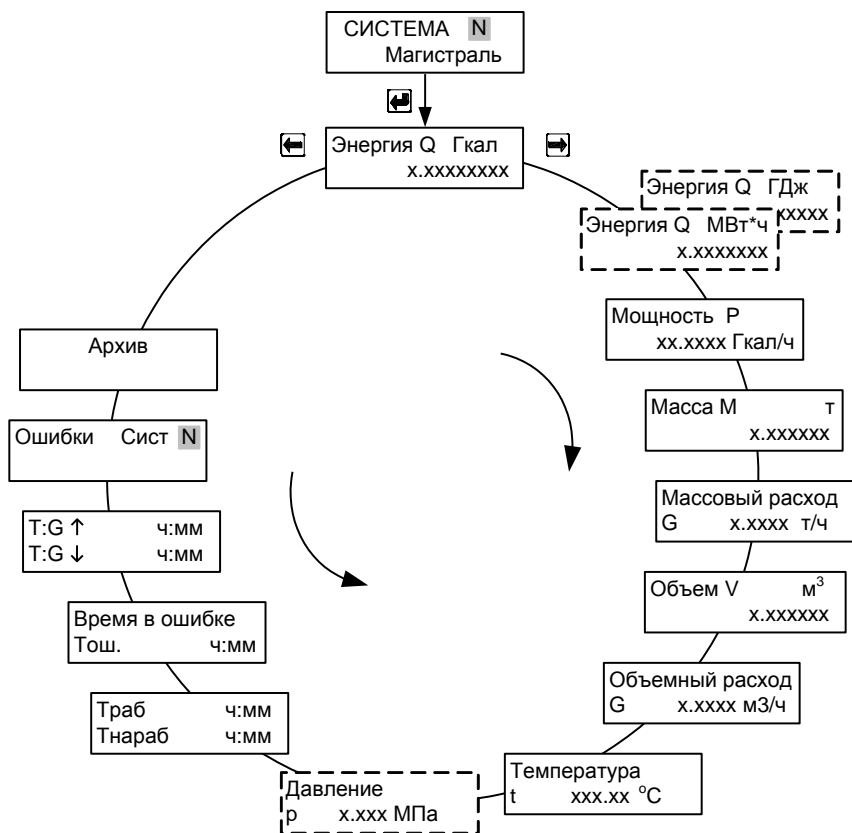 СИСТЕМА N
Магистраль
Энергия Q Гкал
x.xxxxxxxx
Энергия Q ГДж
xxxxx
Энергия Q МВт*ч
x.xxxxxxx
Мощность P
xx.xxxx Гкал/ч
Масса M т
x.xxxxxx
Массовый расход
G x.xxxx т/ч
Объем V м³
x.xxxxxx
Объемный расход
G x.xxxx м3/ч
Температура
t xxx.xx °C
Давление
p x.xxx МПа
Траб ч:мм
Тнараб ч:мм
Время в ошибке
Тош. ч:мм
T:G ↑ ч:мм
T:G ↓ ч:мм
Ошибки Сист N
Архив